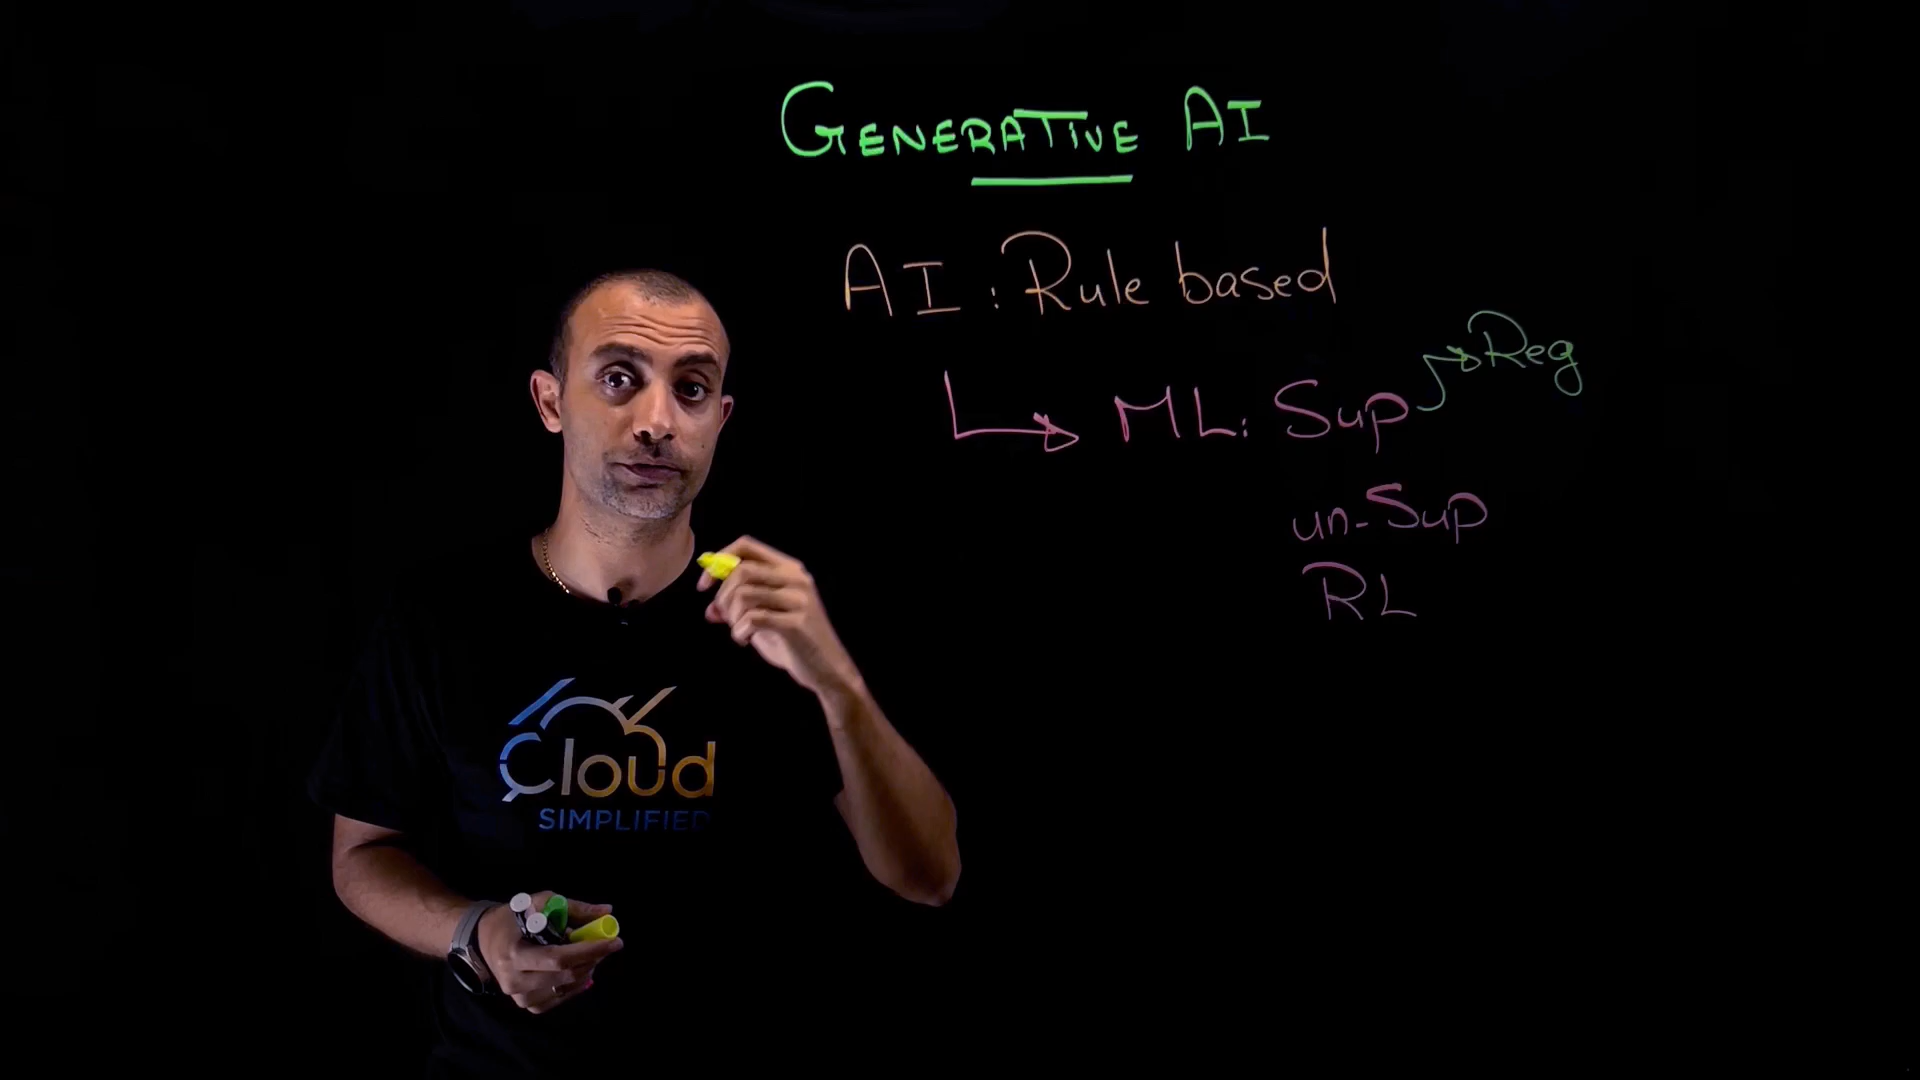 GENERATIVE AI
AI: Rule based
Reg
ML: Sup
un-Sup
RL
Cloud
SIMPLIFIED